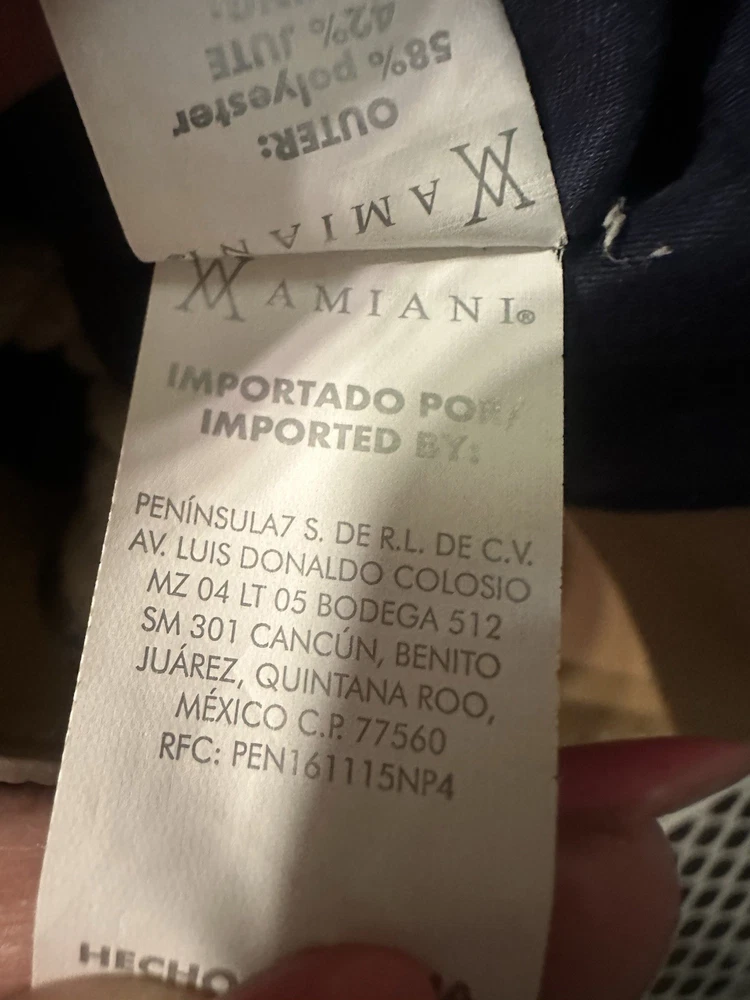 AMIANI
OUTER:
58% polyester
42% JUTE
AMIANI®
IMPORTADO POR/
IMPORTED BY:
PENÍNSULA7 S. DE R.L. DE C.V.
AV. LUIS DONALDO COLOSIO
MZ 04 LT 05 BODEGA 512
SM 301 CANCÚN, BENITO
JUÁREZ, QUINTANA ROO,
MÉXICO C.P. 77560
RFC: PEN161115NP4
HECHO